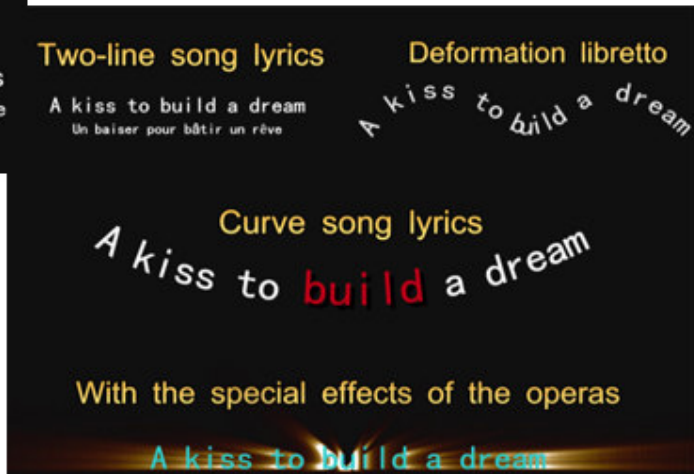 Two-line song lyrics
A kiss to build a dream
Un baiser pour bâtir un rêve
Deformation libretto
A kiss to build a dream
Curve song lyrics
A kiss to build a dream
With the special effects of the operas
A kiss to build a dream